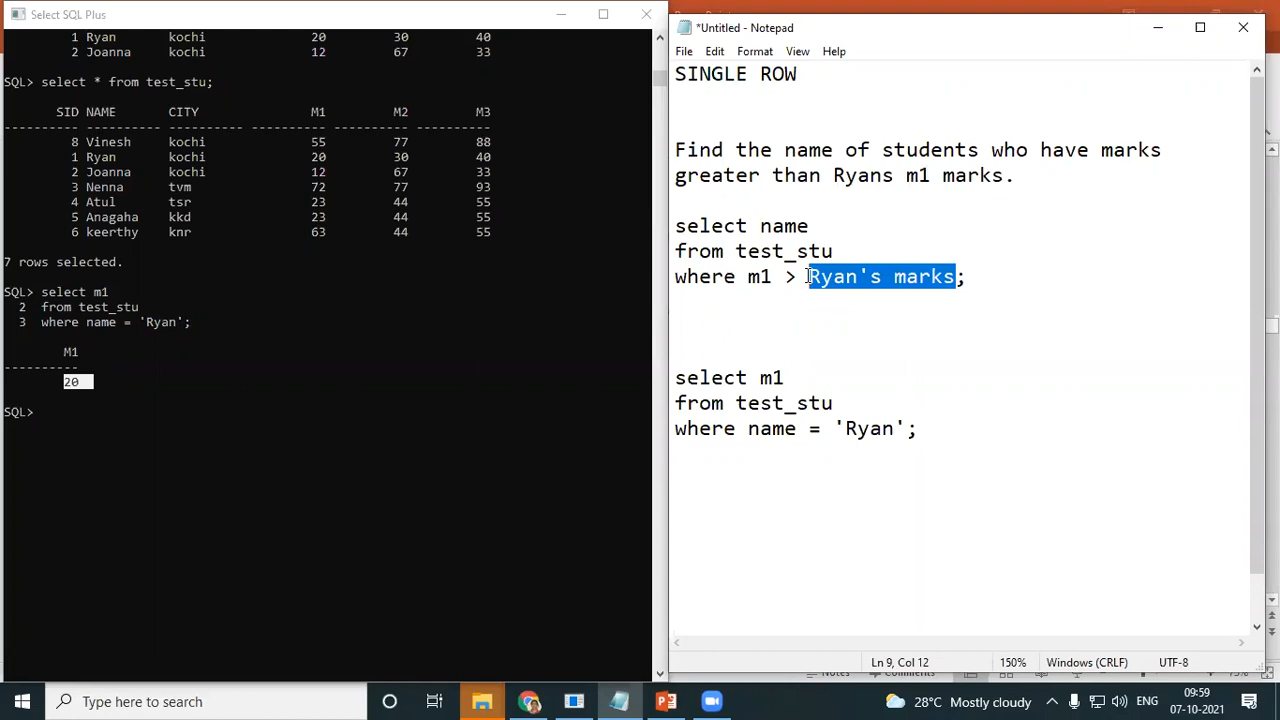 Select SQL Plus
1 Ryan kochi 20 30 40
2 Joanna kochi 12 67 33
SQL> select * from test_stu;
SID NAME CITY M1 M2 M3
---------- ---------- ---------- ---------- ---------- ----------
8 Vinesh kochi 55 77 88
1 Ryan kochi 20 30 40
2 Joanna kochi 12 67 33
3 Nenna tvm 72 77 93
4 Atul tsr 23 44 55
5 Anagaha kkd 23 44 55
6 keerthy knr 63 44 55
7 rows selected.
SQL> select m1
2 from test_stu
3 where name = 'Ryan';
M1
----------
20
SQL>
*Untitled - Notepad
File Edit Format View Help
SINGLE ROW
Find the name of students who have marks
greater than Ryans m1 marks.
select name
from test_stu
where m1 > Ryan's marks;
select m1
from test_stu
where name = 'Ryan';
Ln 9, Col 12 150% Windows (CRLF) UTF-8
Type here to search
28°C Mostly cloudy ENG
09:59
07-10-2021